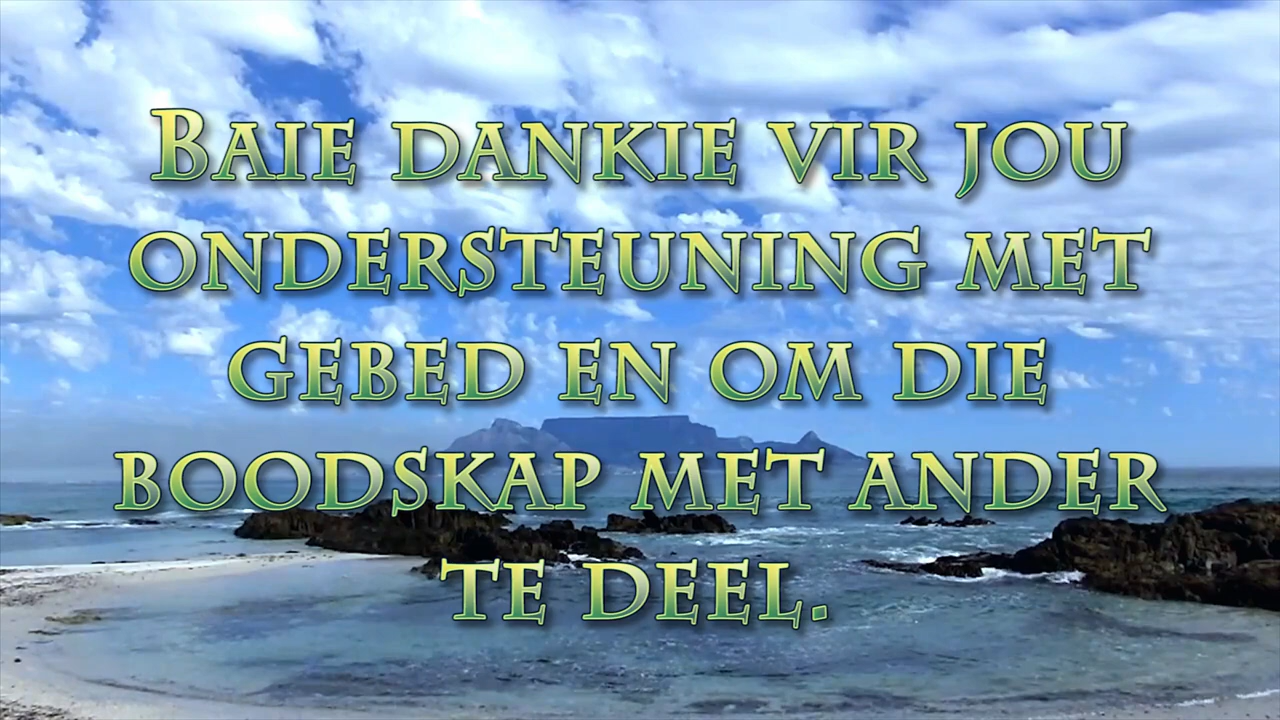 Baie dankie vir jou
ondersteuning met
gebed en om die
boodskap met ander
te deel.